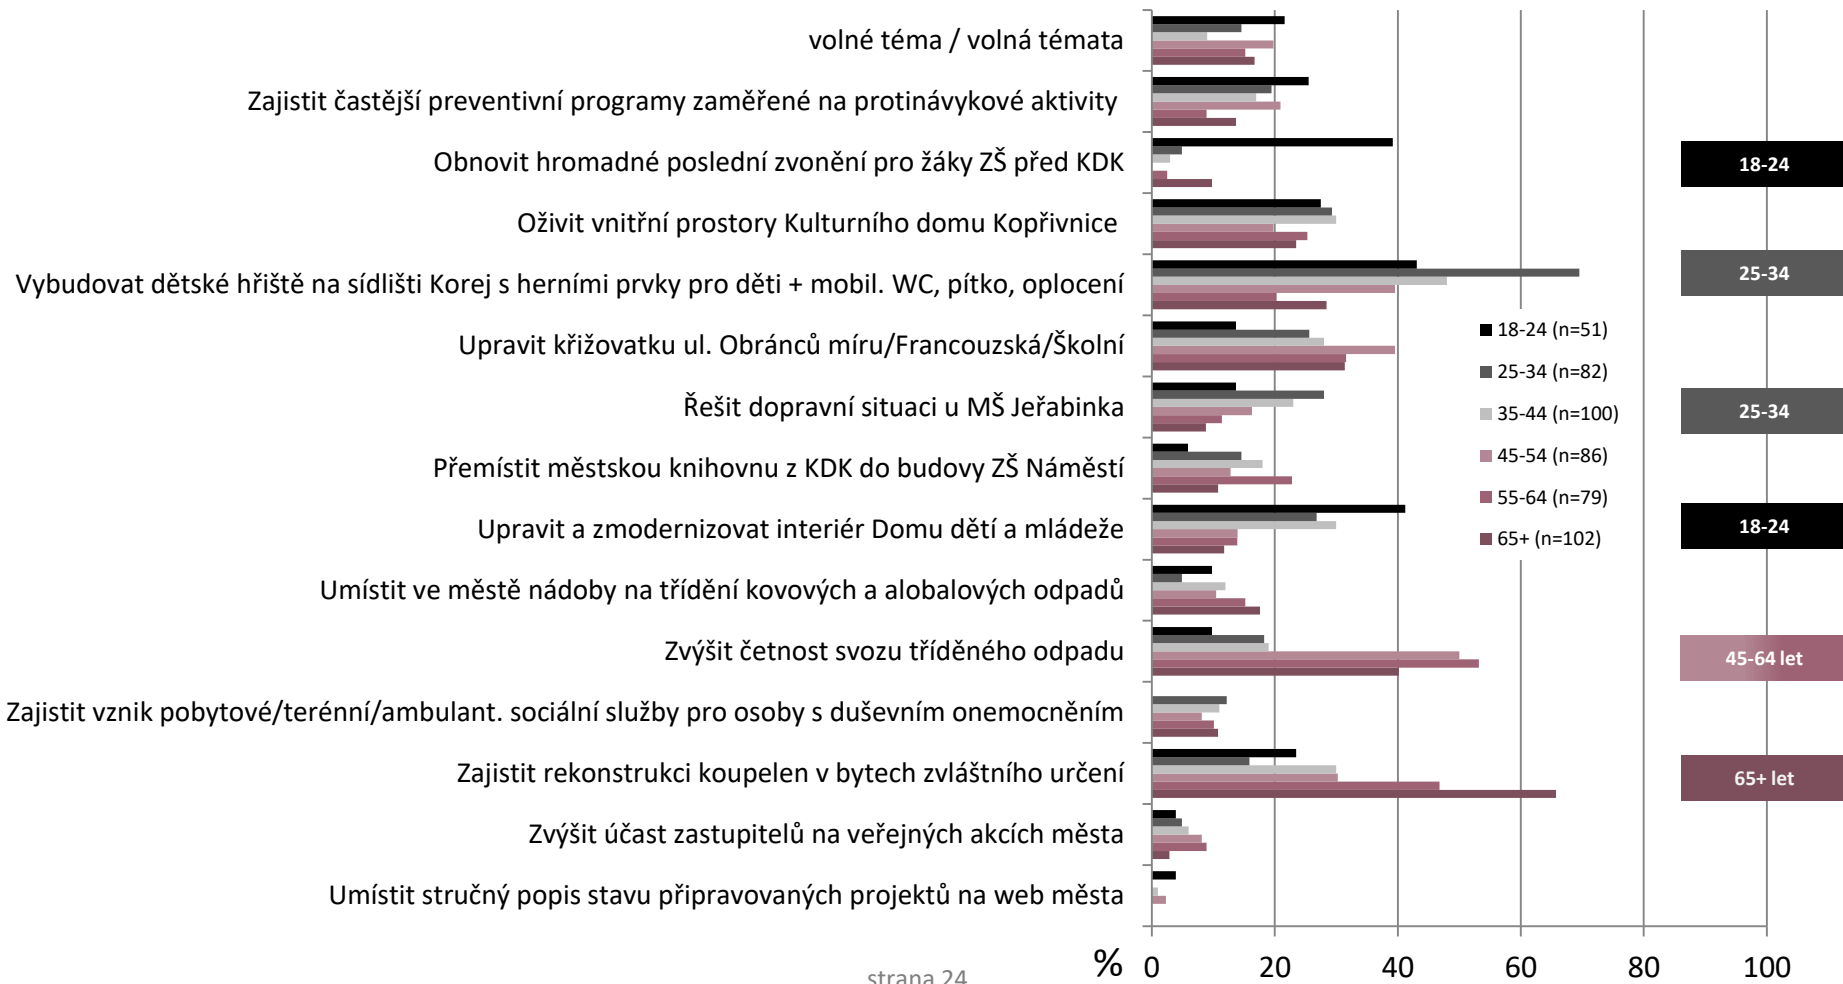 volné téma / volná témata
Zajistit častější preventivní programy zaměřené na protinávykové aktivity
Obnovit hromadné poslední zvonění pro žáky ZŠ před KDK
18-24
Oživit vnitřní prostory Kulturního domu Kopřivnice
Vybudovat dětské hřiště na sídlišti Korej s herními prvky pro děti + mobil. WC, pítko, oplocení
25-34
Upravit křižovatku ul. Obránců míru/Francouzská/Školní
Řešit dopravní situaci u MŠ Jeřabinka
25-34
Přemístit městskou knihovnu z KDK do budovy ZŠ Náměstí
Upravit a zmodernizovat interiér Domu dětí a mládeže
18-24
Umístit ve městě nádoby na třídění kovových a alobalových odpadů
Zvýšit četnost svozu tříděného odpadu
45-64 let
Zajistit vznik pobytové/terénní/ambulant. sociální služby pro osoby s duševním onemocněním
Zajistit rekonstrukci koupelen v bytech zvláštního určení
65+ let
Zvýšit účast zastupitelů na veřejných akcích města
Umístit stručný popis stavu připravovaných projektů na web města
18-24 (n=51)
25-34 (n=82)
35-44 (n=100)
45-54 (n=86)
55-64 (n=79)
65+ (n=102)
% 0 20 40 60 80 100
strana 24